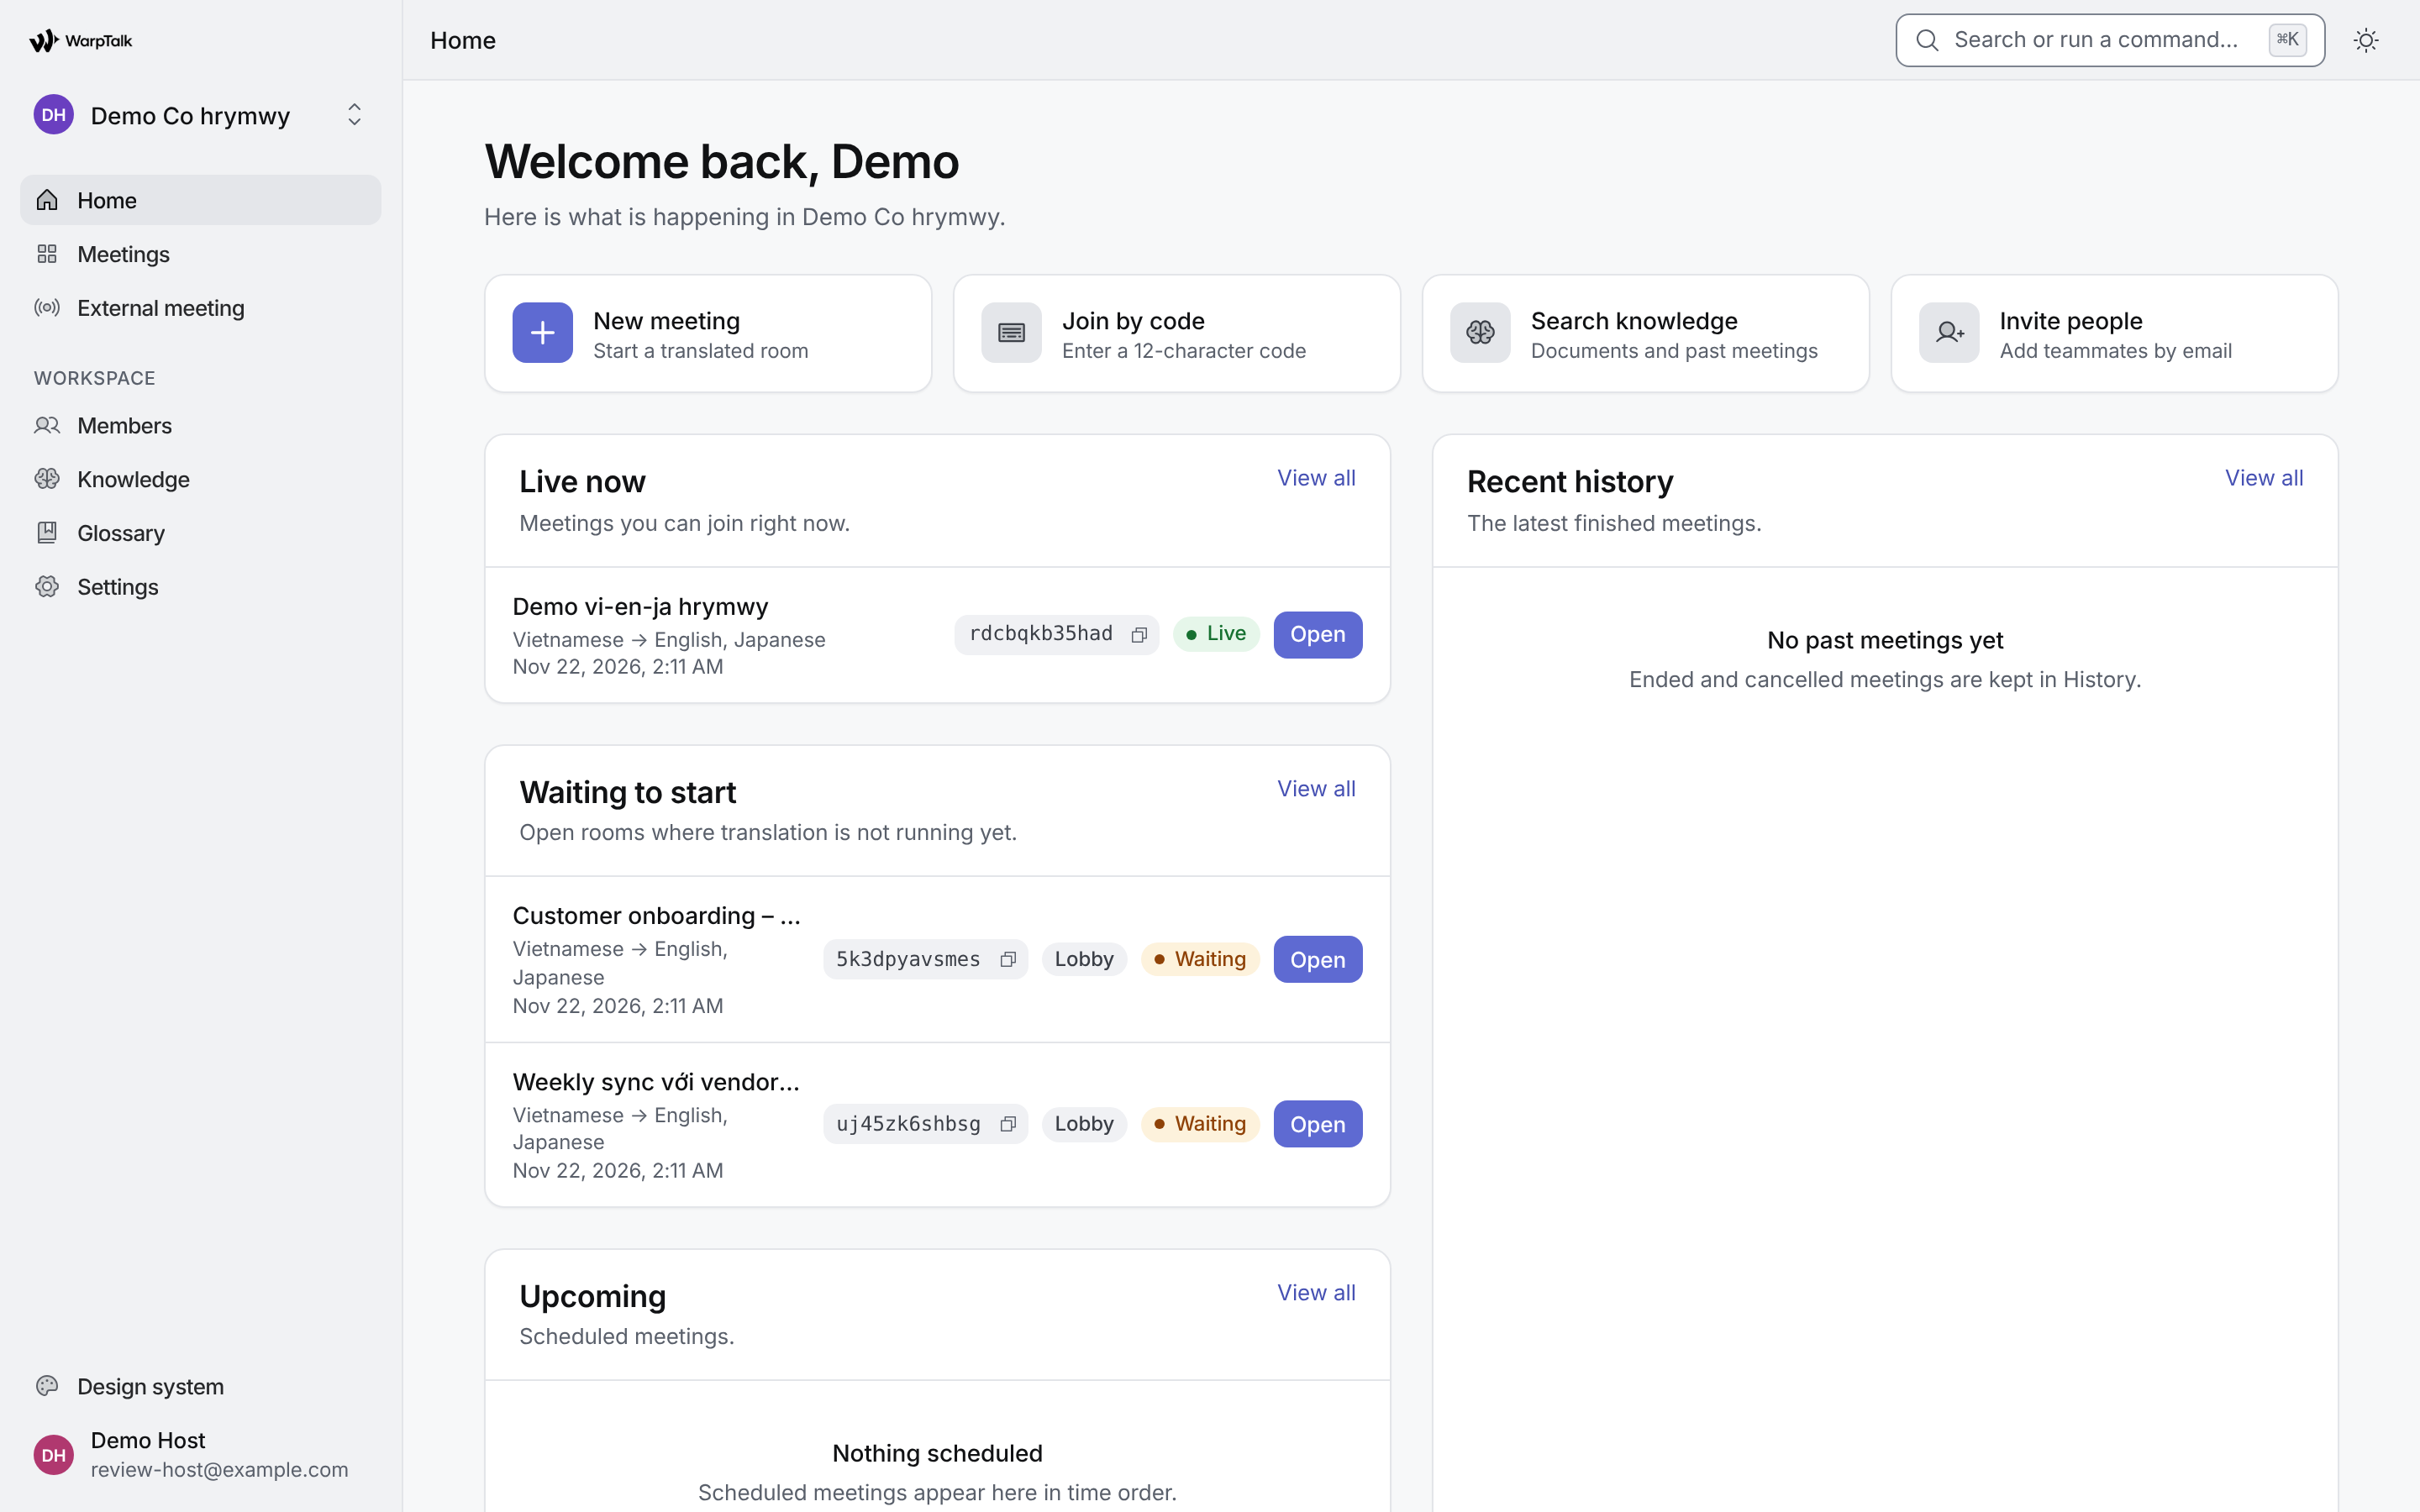 WarpTalk
DH Demo Co hrymwy
Home
Meetings
External meeting
WORKSPACE
Members
Knowledge
Glossary
Settings
Design system
DH Demo Host
review-host@example.com
Home
Search or run a command... ⌘K
Welcome back, Demo
Here is what is happening in Demo Co hrymwy.
New meeting
Start a translated room
Join by code
Enter a 12-character code
Search knowledge
Documents and past meetings
Invite people
Add teammates by email
Live now View all
Meetings you can join right now.
Demo vi-en-ja hrymwy
Vietnamese → English, Japanese
Nov 22, 2026, 2:11 AM
rdcbqkb35had Live Open
Waiting to start View all
Open rooms where translation is not running yet.
Customer onboarding – ...
Vietnamese → English,
Japanese
Nov 22, 2026, 2:11 AM
5k3dpyavsmes Lobby Waiting Open
Weekly sync với vendor...
Vietnamese → English,
Japanese
Nov 22, 2026, 2:11 AM
uj45zk6shbsg Lobby Waiting Open
Upcoming View all
Scheduled meetings.
Nothing scheduled
Scheduled meetings appear here in time order.
Recent history View all
The latest finished meetings.
No past meetings yet
Ended and cancelled meetings are kept in History.